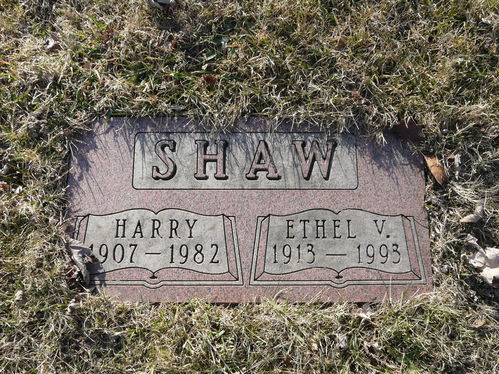 SHAW
HARRY
1907 — 1982
ETHEL V.
1913 — 1993